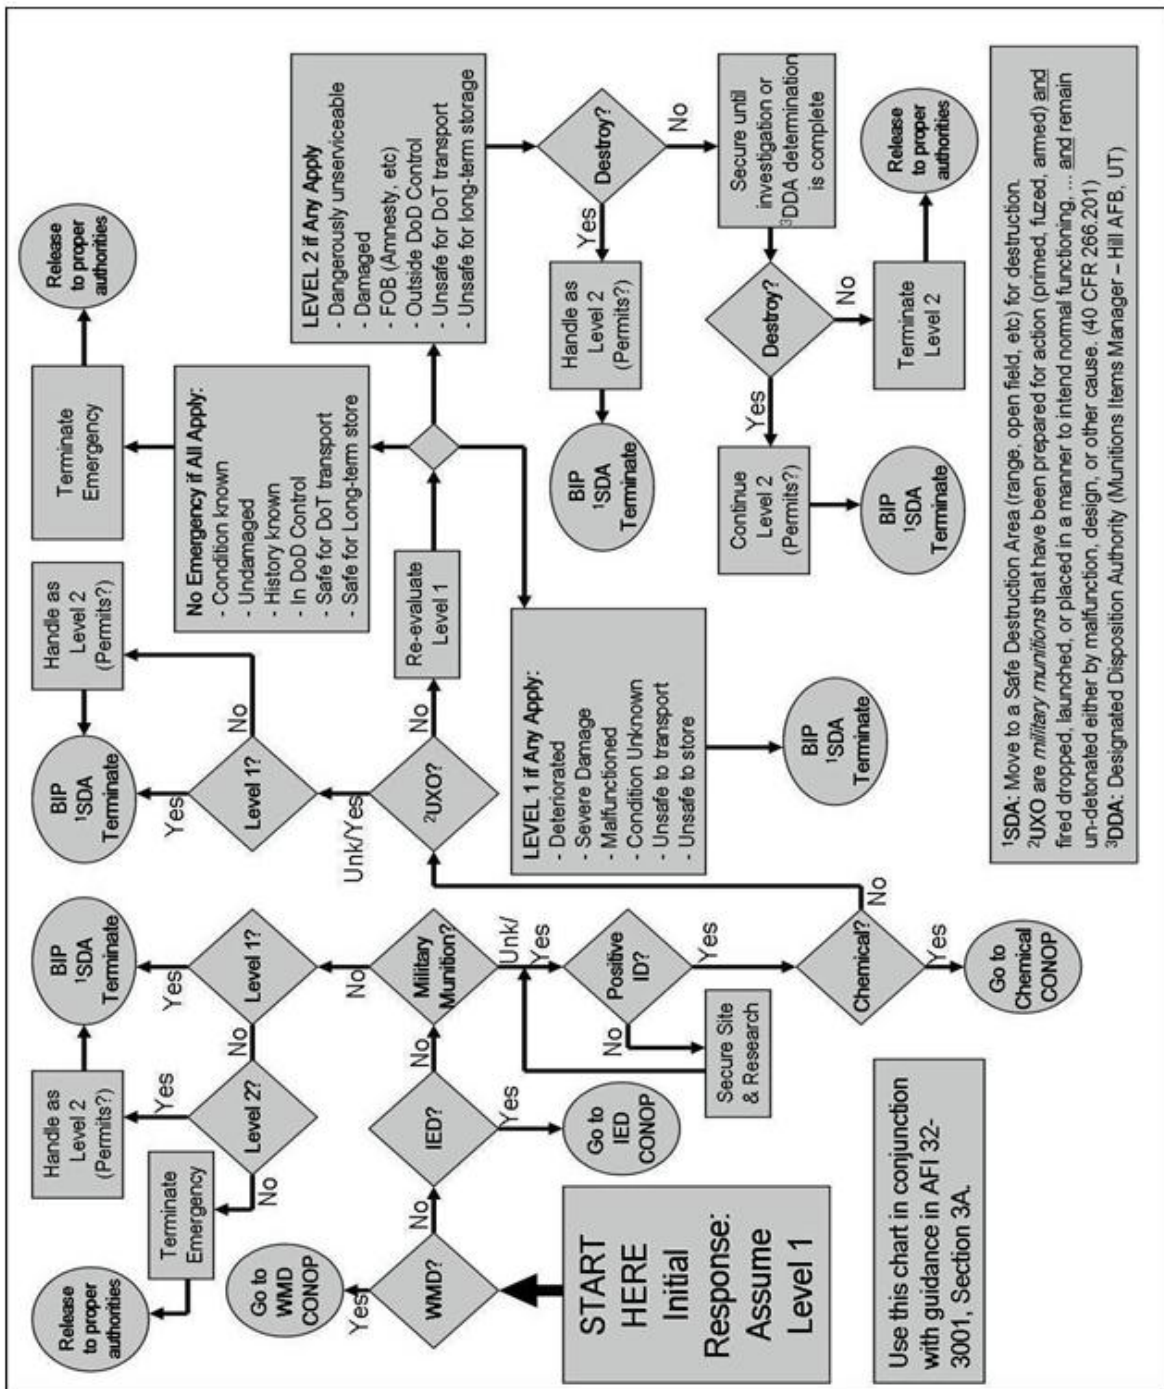 START
HERE
Initial
Response:
Assume
Level 1
WMD?
Yes
Go to
WMD
CONOP
No
IED?
Yes
Go to
IED
CONOP
No
Military
Munition?
No
Level 1?
Yes
BIP
¹SDA
Terminate
No
Level 2?
Yes
Handle as
Level 2
(Permits?)
No
Terminate
Emergency
Release
to proper
authorities
Unk/
Yes
Positive
ID?
No
Secure Site
& Research
Yes
Chemical?
Yes
Go to
Chemical
CONOP
No
²UXO?
Unk/Yes
Level 1?
Yes
BIP
¹SDA
Terminate
No
Handle as
Level 2
(Permits?)
No
Re-evaluate
Level 1
No Emergency if All Apply:
- Condition known
- Undamaged
- History known
- In DoD Control
- Safe for DoT transport
- Safe for Long-term store
Terminate
Emergency
Release
to proper
authorities
LEVEL 1 if Any Apply:
- Deteriorated
- Severe Damage
- Malfunctioned
- Condition Unknown
- Unsafe to transport
- Unsafe to store
BIP
¹SDA
Terminate
LEVEL 2 if Any Apply
- Dangerously unserviceable
- Damaged
- FOB (Amnesty, etc)
- Outside DoD Control
- Unsafe for DoT transport
- Unsafe for long-term storage
Destroy?
Yes
Handle as
Level 2
(Permits?)
BIP
¹SDA
Terminate
No
Secure until
investigation or
³DDA determination
is complete
Destroy?
Yes
Continue
Level 2
(Permits?)
BIP
¹SDA
Terminate
No
Terminate
Level 2
Release
to proper
authorities
Use this chart in conjunction
with guidance in AFI 32-
3001, Section 3A.
¹SDA: Move to a Safe Destruction Area (range, open field, etc) for destruction.
²UXO are military munitions that have been prepared for action (primed, fuzed, armed) and
fired dropped, launched, or placed in a manner to intend normal functioning, ... and remain
un-detonated either by malfunction, design, or other cause. (40 CFR 266.201)
³DDA: Designated Disposition Authority (Munitions Items Manager – Hill AFB, UT)